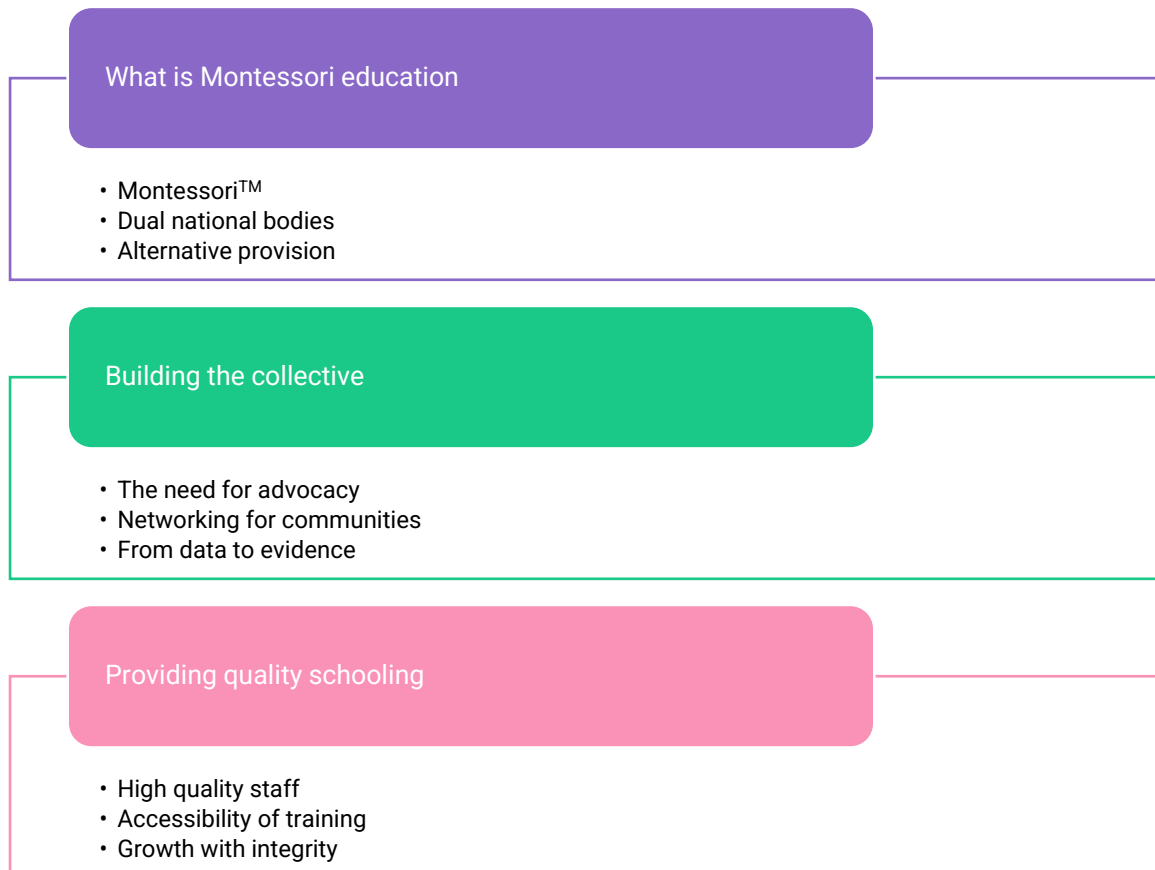 What is Montessori education
• Montessori™
• Dual national bodies
• Alternative provision
Building the collective
• The need for advocacy
• Networking for communities
• From data to evidence
Providing quality schooling
• High quality staff
• Accessibility of training
• Growth with integrity